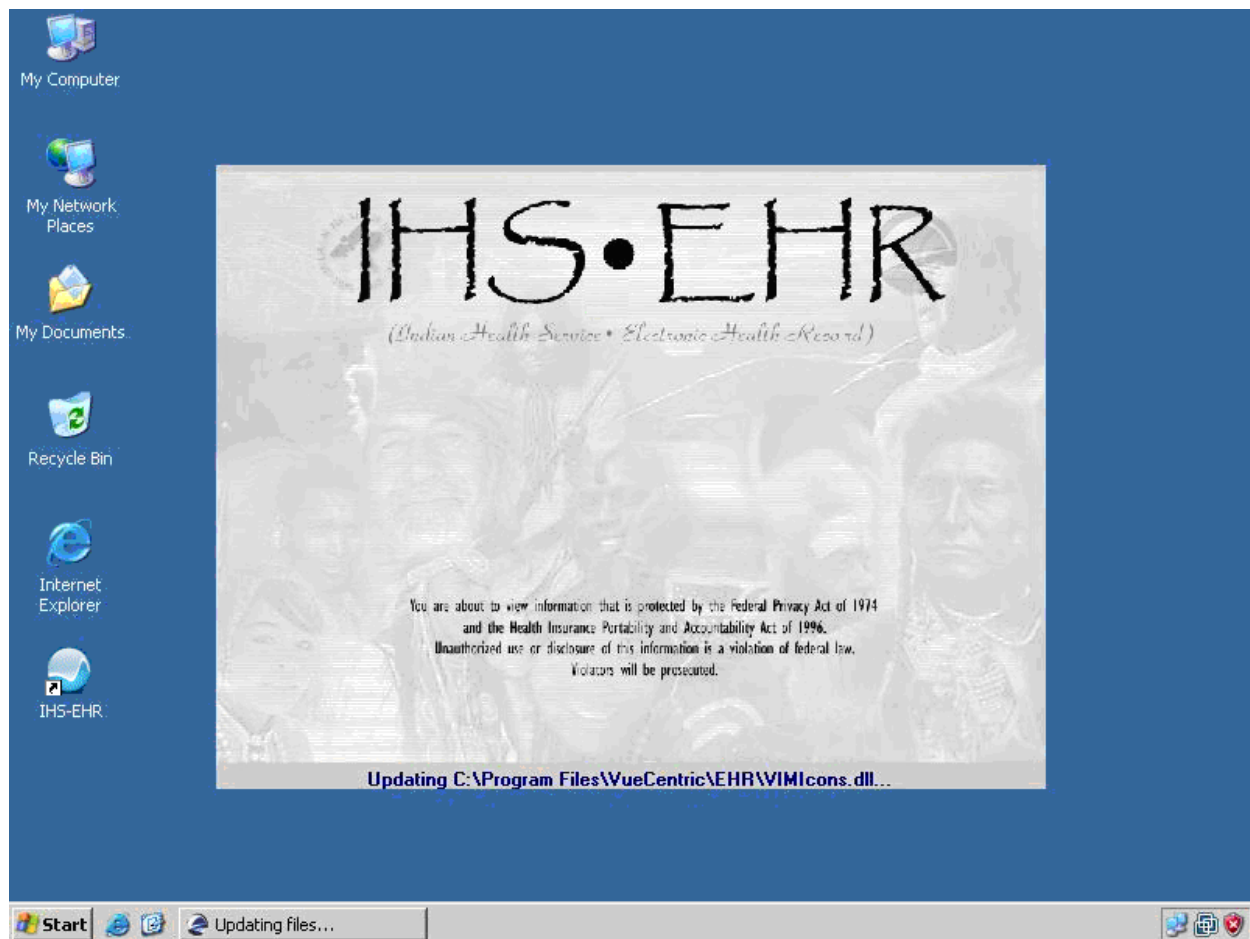 My Computer
My Network
Places
My Documents
Recycle Bin
Internet
Explorer
IHS-EHR
IHS•EHR
(Indian Health Service • Electronic Health Record)
You are about to view information that is protected by the Federal Privacy Act of 1974
and the Health Insurance Portability and Accountability Act of 1996.
Unauthorized use or disclosure of this information is a violation of federal law.
Violators will be prosecuted.
Updating C:\Program Files\VueCentric\EHR\VIMIcons.dll...
Start
Updating files...